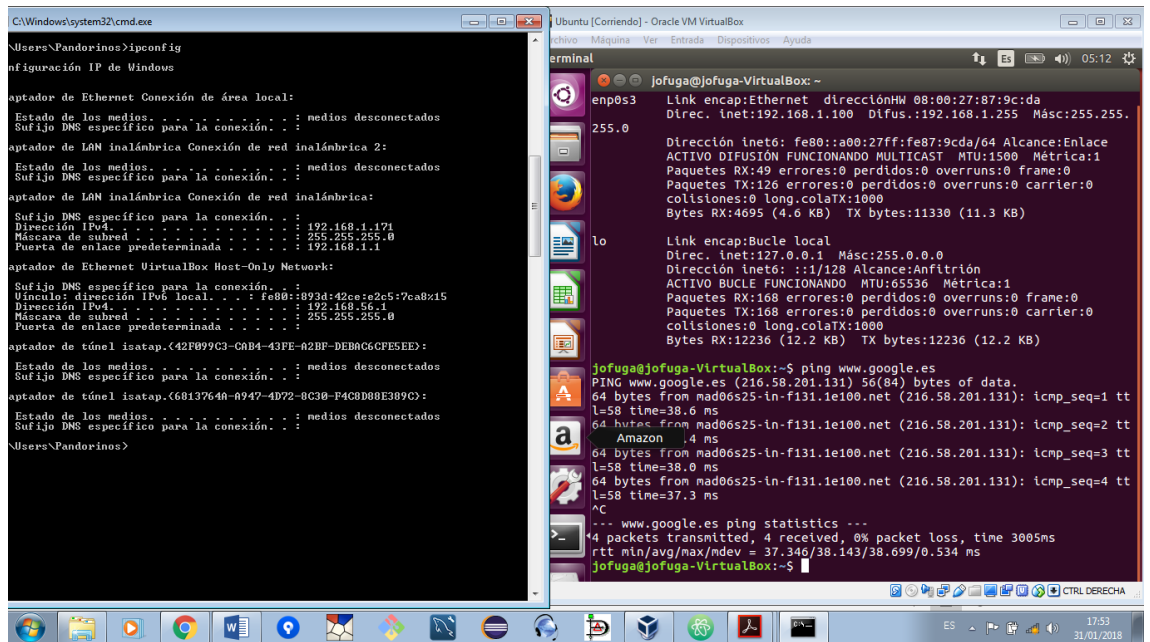 C:\Windows\system32\cmd.exe
\Users\Pandorinos>ipconfig
nfiguración IP de Windows
aptador de Ethernet Conexión de área local:
Estado de los medios. . . . . . . . . . . : medios desconectados
Sufijo DNS específico para la conexión. . :
aptador de LAN inalámbrica Conexión de red inalámbrica 2:
Estado de los medios. . . . . . . . . . . : medios desconectados
Sufijo DNS específico para la conexión. . :
aptador de LAN inalámbrica Conexión de red inalámbrica:
Sufijo DNS específico para la conexión. . :
Dirección IPv4. . . . . . . . . . . . . . : 192.168.1.171
Máscara de subred . . . . . . . . . . . . : 255.255.255.0
Puerta de enlace predeterminada . . . . . : 192.168.1.1
aptador de Ethernet VirtualBox Host-Only Network:
Sufijo DNS específico para la conexión. . :
Vínculo: dirección IPv6 local. . . : fe80::893d:42ce:e2c5:7ca8%15
Dirección IPv4. . . . . . . . . . . . . . : 192.168.56.1
Máscara de subred . . . . . . . . . . . . : 255.255.255.0
Puerta de enlace predeterminada . . . . . :
aptador de túnel isatap.{42F099C3-CAB4-43FE-A2BF-DEBAC6CFE5EE}:
Estado de los medios. . . . . . . . . . . : medios desconectados
Sufijo DNS específico para la conexión. . :
aptador de túnel isatap.{6813764A-A947-4D72-8C30-F4C8D88E389C}:
Estado de los medios. . . . . . . . . . . : medios desconectados
Sufijo DNS específico para la conexión. . :
\Users\Pandorinos>
Ubuntu [Corriendo] - Oracle VM VirtualBox
rchivo Máquina Ver Entrada Dispositivos Ayuda
erminal Es 05:12
jofuga@jofuga-VirtualBox: ~
enp0s3 Link encap:Ethernet direcciónHW 08:00:27:87:9c:da
Direc. inet:192.168.1.100 Difus.:192.168.1.255 Másc:255.255.
255.0
Dirección inet6: fe80::a00:27ff:fe87:9cda/64 Alcance:Enlace
ACTIVO DIFUSIÓN FUNCIONANDO MULTICAST MTU:1500 Métrica:1
Paquetes RX:49 errores:0 perdidos:0 overruns:0 frame:0
Paquetes TX:126 errores:0 perdidos:0 overruns:0 carrier:0
colisiones:0 long.colaTX:1000
Bytes RX:4695 (4.6 KB) TX bytes:11330 (11.3 KB)
lo Link encap:Bucle local
Direc. inet:127.0.0.1 Másc:255.0.0.0
Dirección inet6: ::1/128 Alcance:Anfitrión
ACTIVO BUCLE FUNCIONANDO MTU:65536 Métrica:1
Paquetes RX:168 errores:0 perdidos:0 overruns:0 frame:0
Paquetes TX:168 errores:0 perdidos:0 overruns:0 carrier:0
colisiones:0 long.colaTX:1000
Bytes RX:12236 (12.2 KB) TX bytes:12236 (12.2 KB)
jofuga@jofuga-VirtualBox:~$ ping www.google.es
PING www.google.es (216.58.201.131) 56(84) bytes of data.
64 bytes from mad06s25-in-f131.1e100.net (216.58.201.131): icmp_seq=1 tt
l=58 time=38.6 ms
64 bytes from mad06s25-in-f131.1e100.net (216.58.201.131): icmp_seq=2 tt
Amazon .4 ms
64 bytes from mad06s25-in-f131.1e100.net (216.58.201.131): icmp_seq=3 tt
l=58 time=38.0 ms
64 bytes from mad06s25-in-f131.1e100.net (216.58.201.131): icmp_seq=4 tt
l=58 time=37.3 ms
^C
--- www.google.es ping statistics ---
4 packets transmitted, 4 received, 0% packet loss, time 3005ms
rtt min/avg/max/mdev = 37.346/38.143/38.699/0.534 ms
jofuga@jofuga-VirtualBox:~$
CTRL DERECHA
ES 17:53
31/01/2018